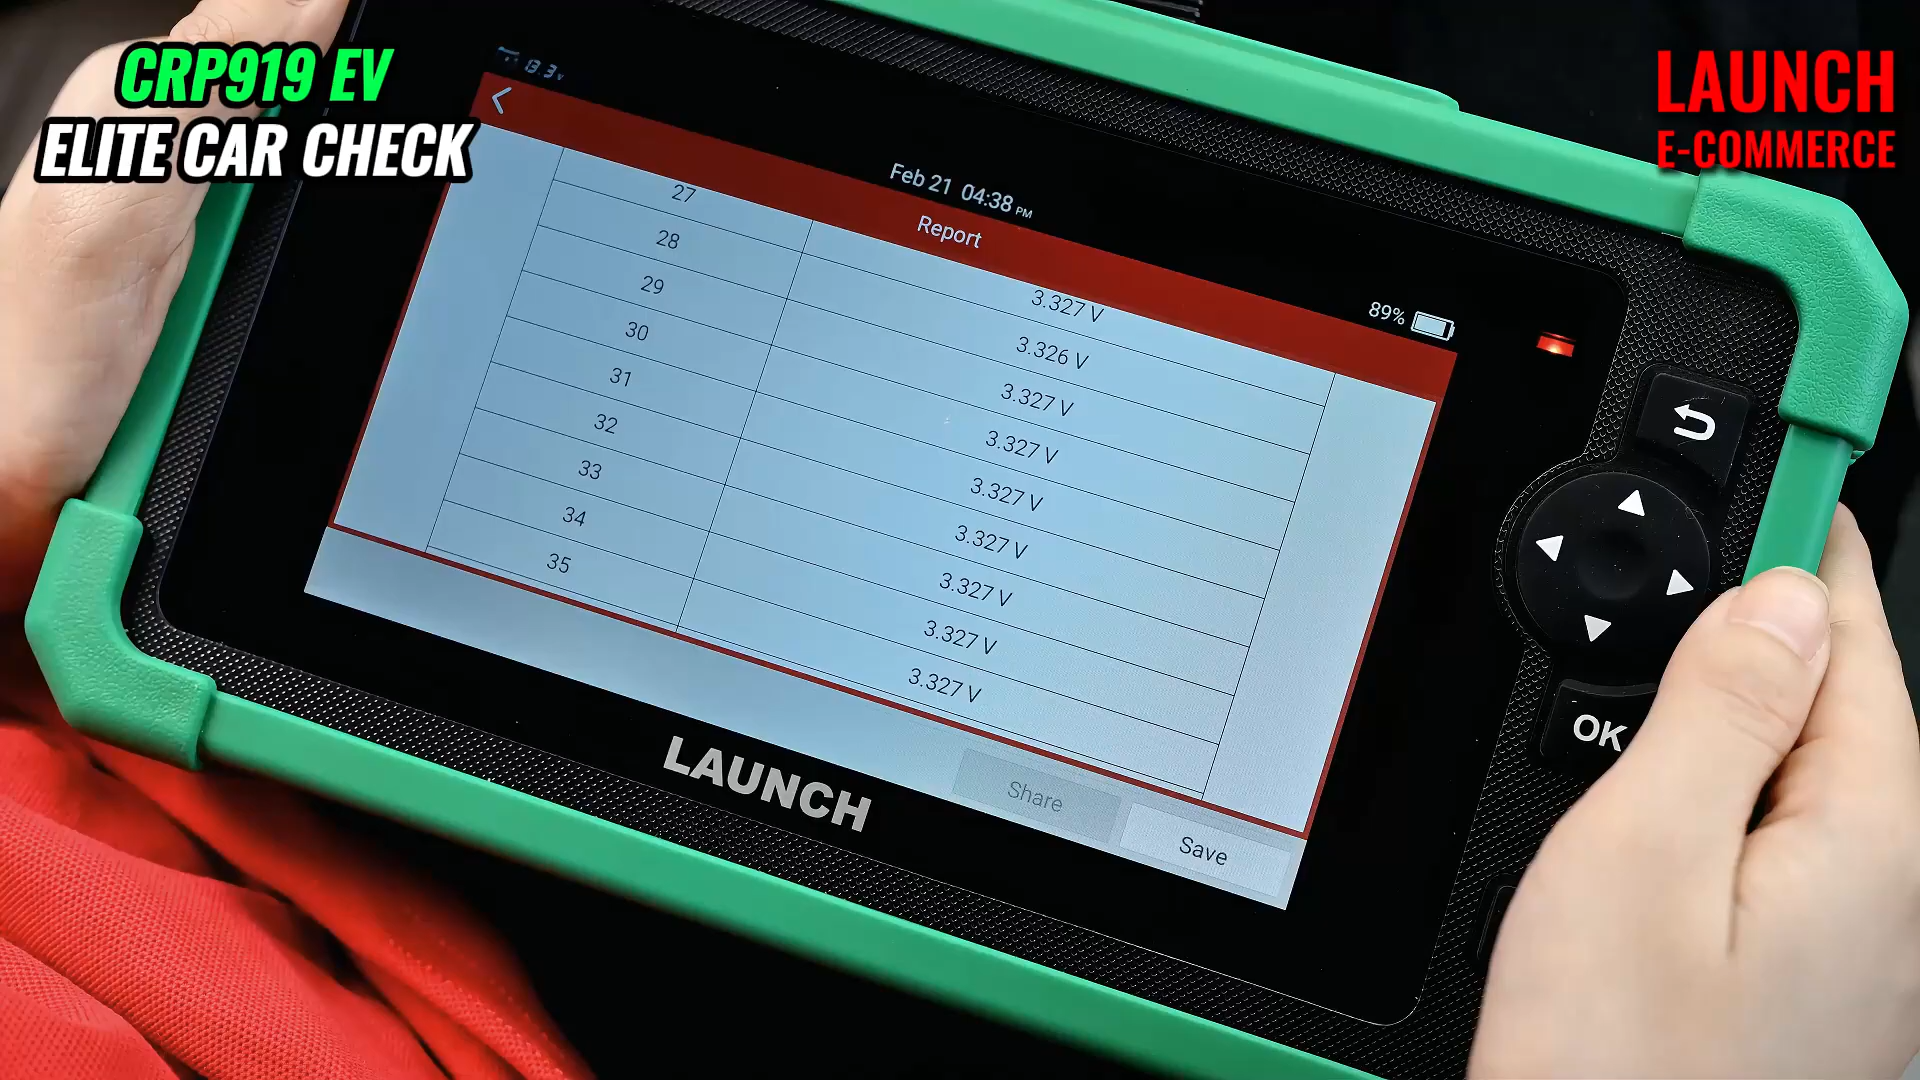 CRP919 EV
ELITE CAR CHECK
LAUNCH
E-COMMERCE
13.3V
Feb 21 04:38 PM
89%
Report
27 3.327 V
28 3.326 V
29 3.327 V
30 3.327 V
31 3.327 V
32 3.327 V
33 3.327 V
34 3.327 V
35 3.327 V
Share
Save
LAUNCH
OK